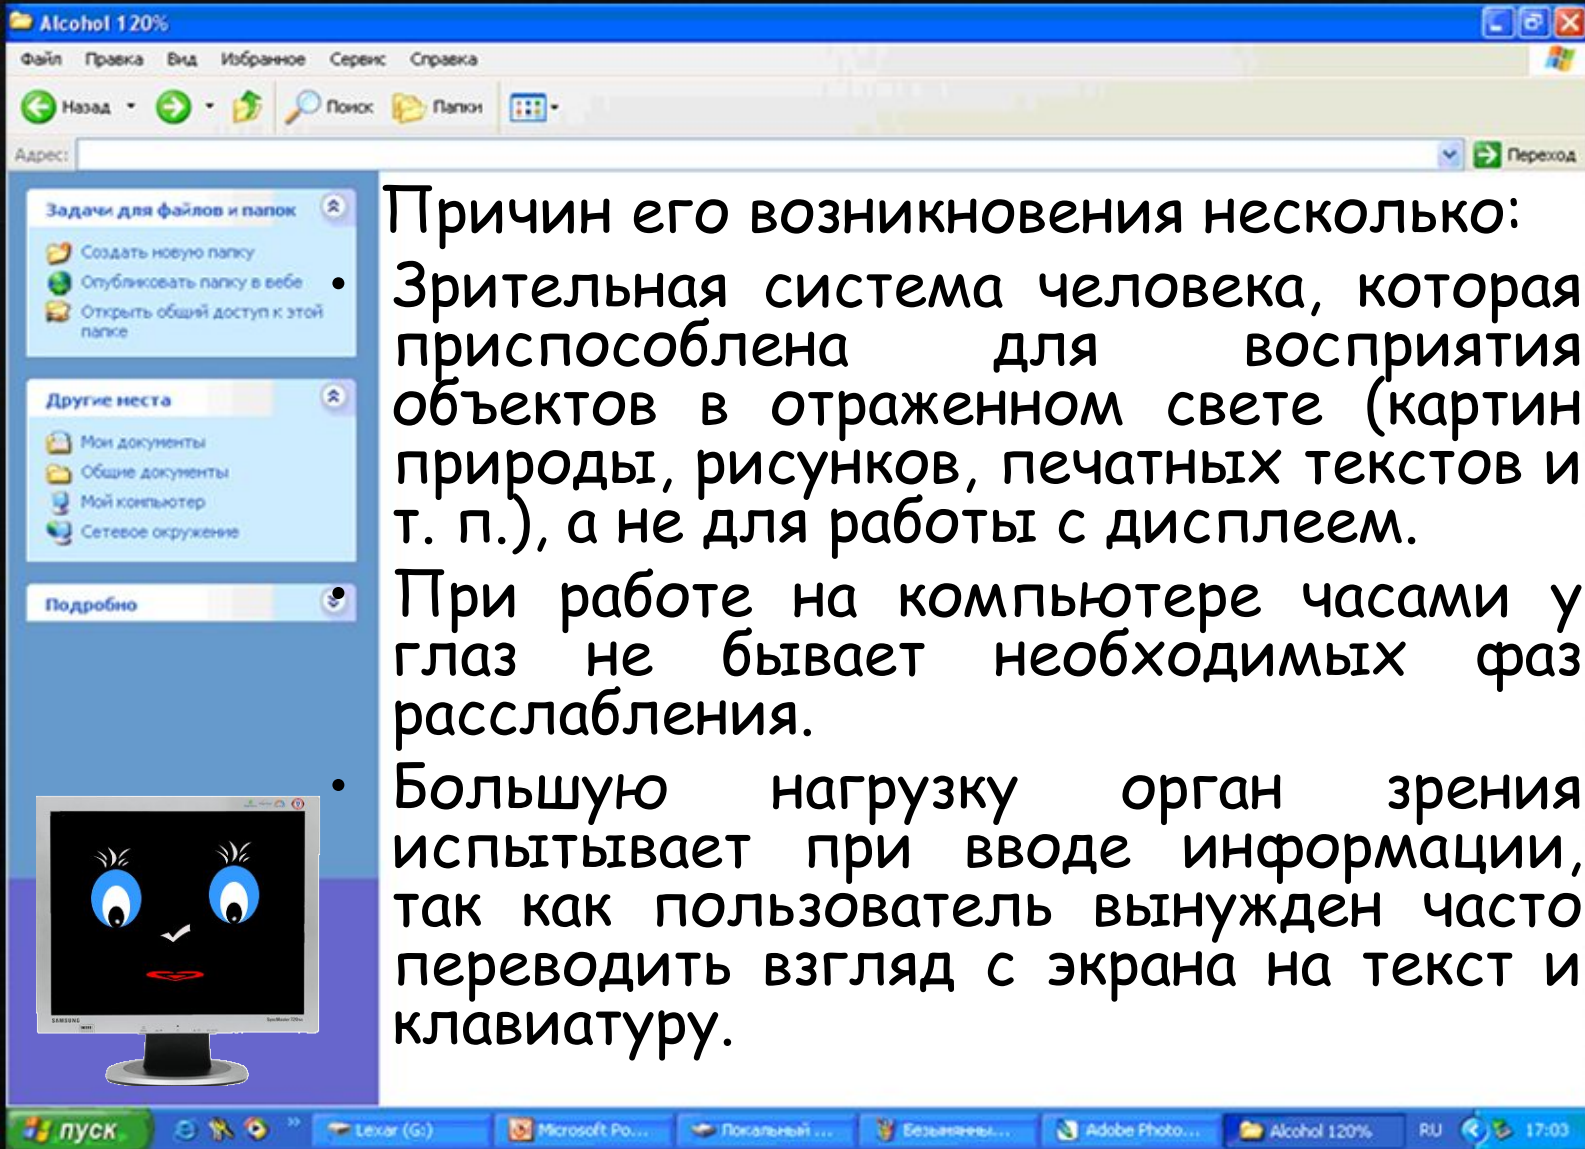 Alcohol 120%
Файл Правка Вид Избранное Сервис Справка
Назад Поиск Папки
Адрес: Переход
Задачи для файлов и папок
Создать новую папку
Опубликовать папку в вебе
Открыть общий доступ к этой
папке
Другие места
Мои документы
Общие документы
Мой компьютер
Сетевое окружение
Подробно
Причин его возникновения несколько:
• Зрительная система человека, которая
приспособлена для восприятия
объектов в отраженном свете (картин
природы, рисунков, печатных текстов и
т. п.), а не для работы с дисплеем.
• При работе на компьютере часами у
глаз не бывает необходимых фаз
расслабления.
• Большую нагрузку орган зрения
испытывает при вводе информации,
так как пользователь вынужден часто
переводить взгляд с экрана на текст и
клавиатуру.
SAMSUNG
пуск Lexar (G:) Microsoft Po... Локальный ... Безымянны... Adobe Photo... Alcohol 120% RU 17:03